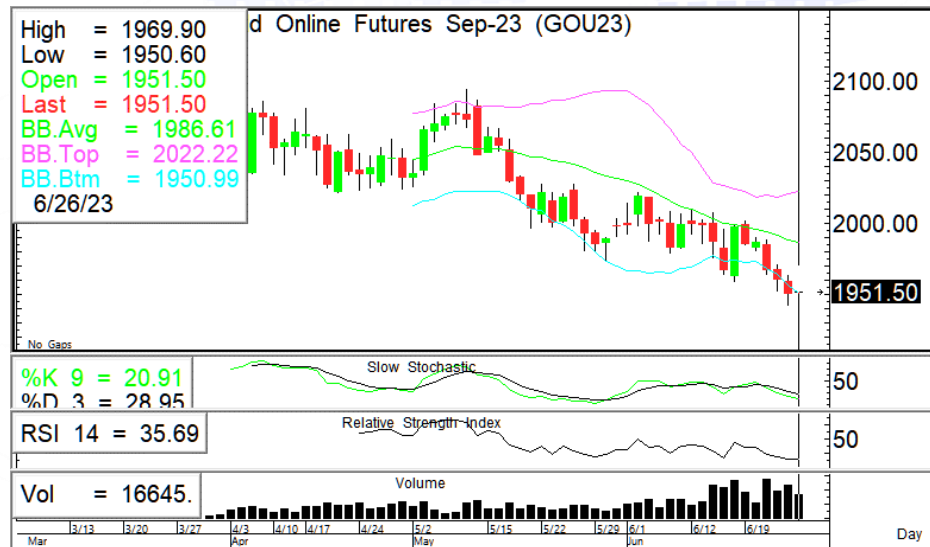 d Online Futures Sep-23 (GOU23)
High = 1969.90
Low = 1950.60
Open = 1951.50
Last = 1951.50
BB.Avg = 1986.61
BB.Top = 2022.22
BB.Btm = 1950.99
6/26/23
2100.00
2050.00
2000.00
1951.50
No Gaps
Slow Stochastic
%K 9 = 20.91
%D 3 = 28.95
50
Relative Strength Index
RSI 14 = 35.69
50
Volume
Vol = 16645.
3/13 3/20 3/27 4/3 4/10 4/17 4/24 5/2 5/15 5/22 5/29 6/1 6/12 6/19
Mar Apr May Jun
Day